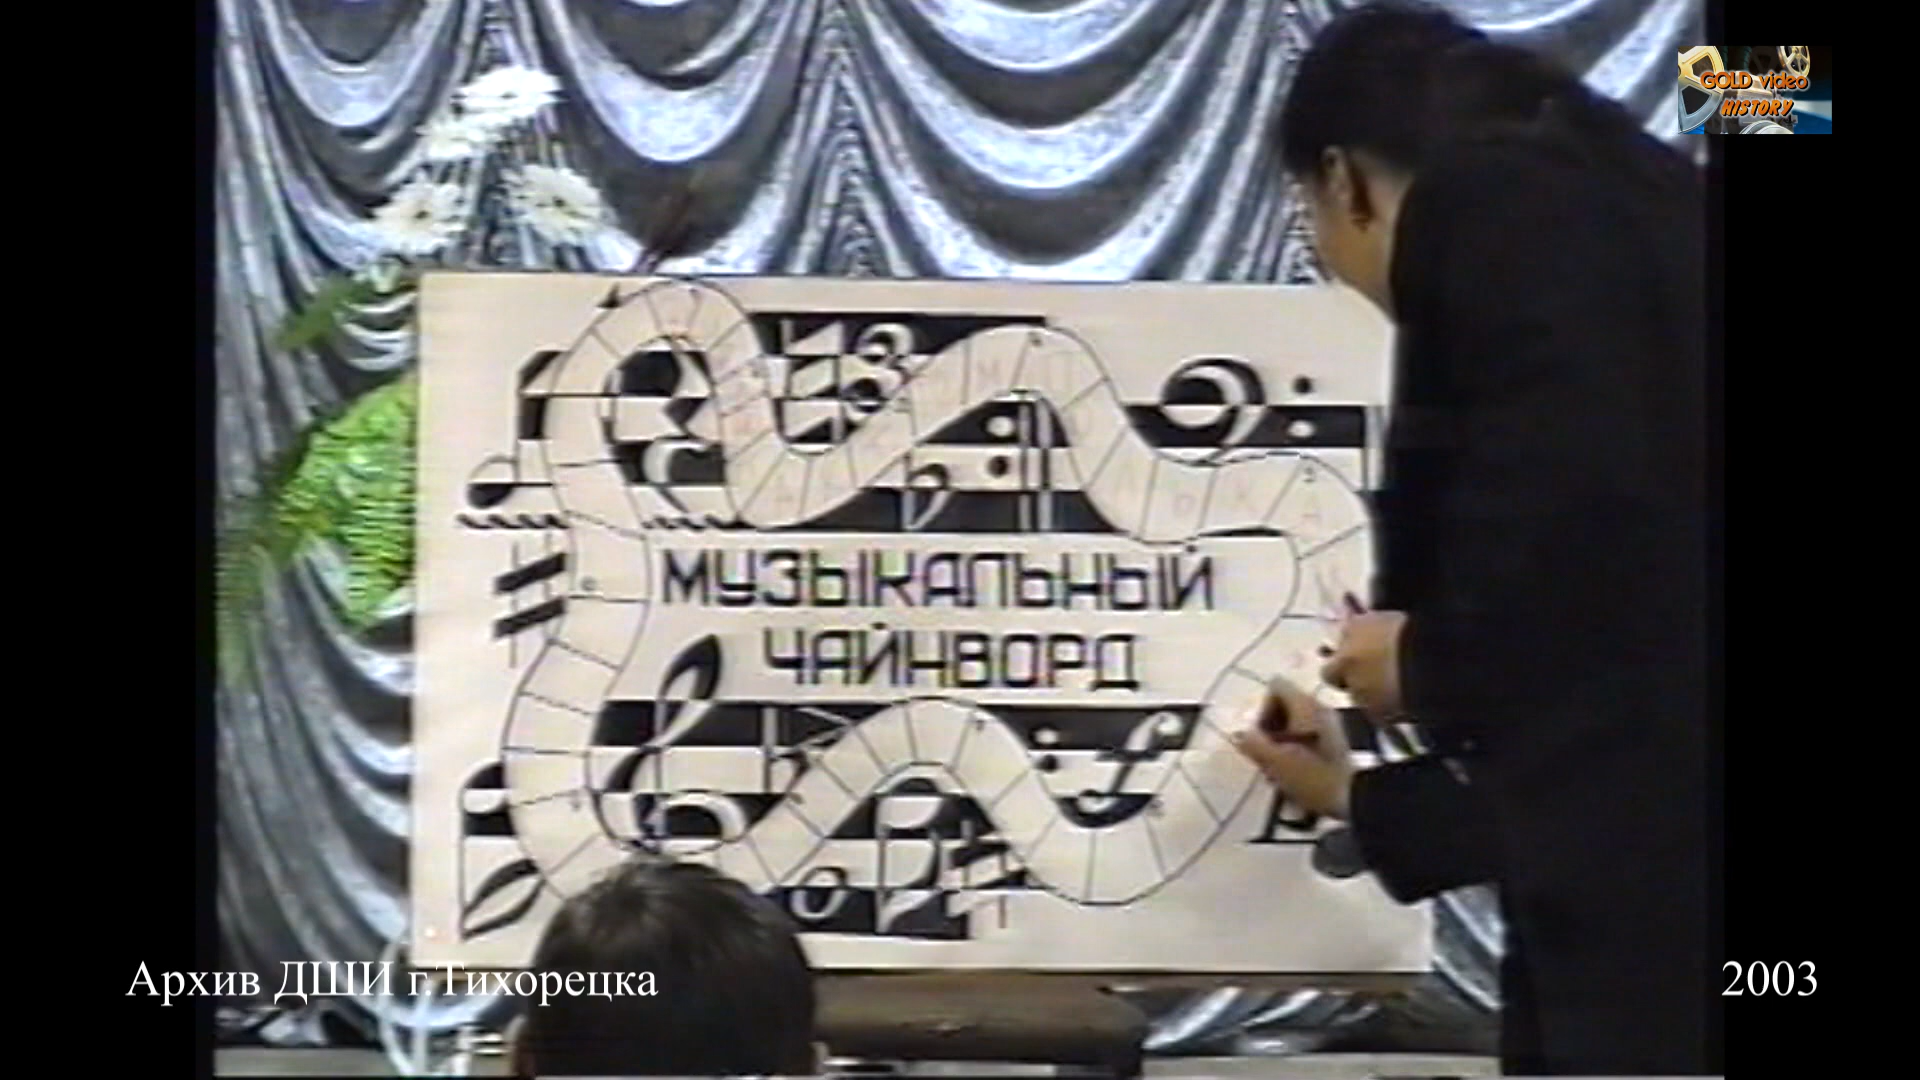 GOLD video
HISTORY
МУЗЫКАЛЬНЫЙ
ЧАЙНВОРД
Архив ДШИ г.Тихорецка
2003